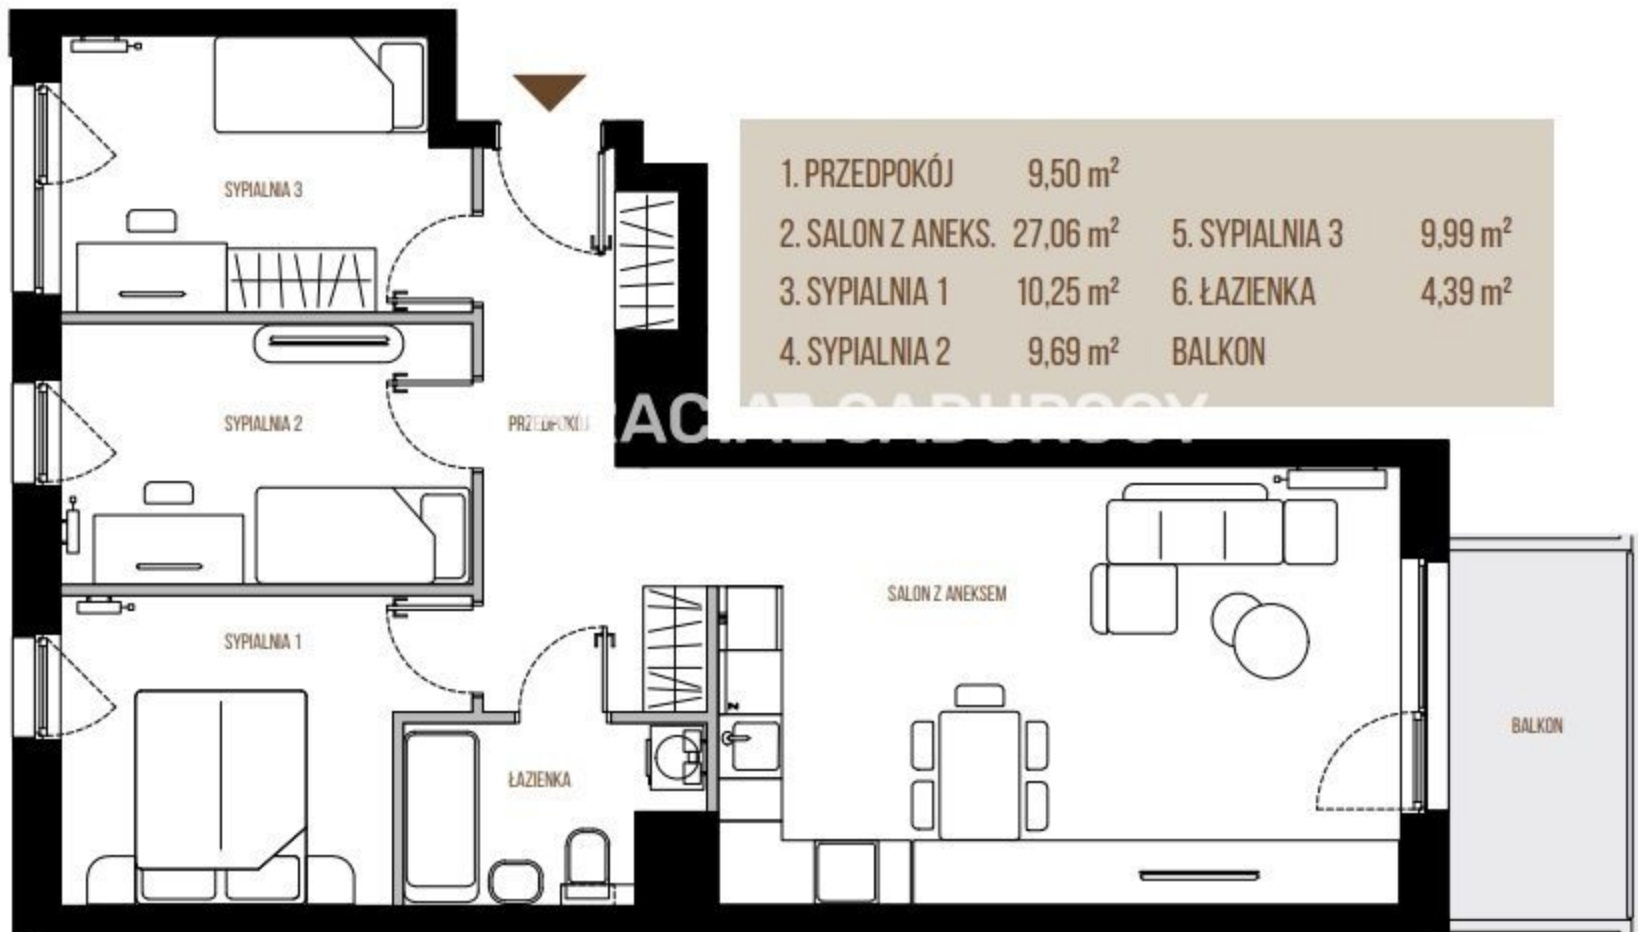 SYPIALNIA 3
1. PRZEDPOKÓJ 9,50 m²
2. SALON Z ANEKS. 27,06 m² 5. SYPIALNIA 3 9,99 m²
3. SYPIALNIA 1 10,25 m² 6. ŁAZIENKA 4,39 m²
4. SYPIALNIA 2 9,69 m² BALKON
SYPIALNIA 2
PRZEDPOKÓJ
SALON Z ANEKSEM
SYPIALNIA 1
BALKON
ŁAZIENKA